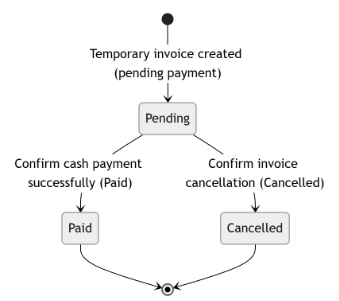 Temporary invoice created
(pending payment)
Pending
Confirm cash payment
successfully (Paid)
Confirm invoice
cancellation (Cancelled)
Paid
Cancelled